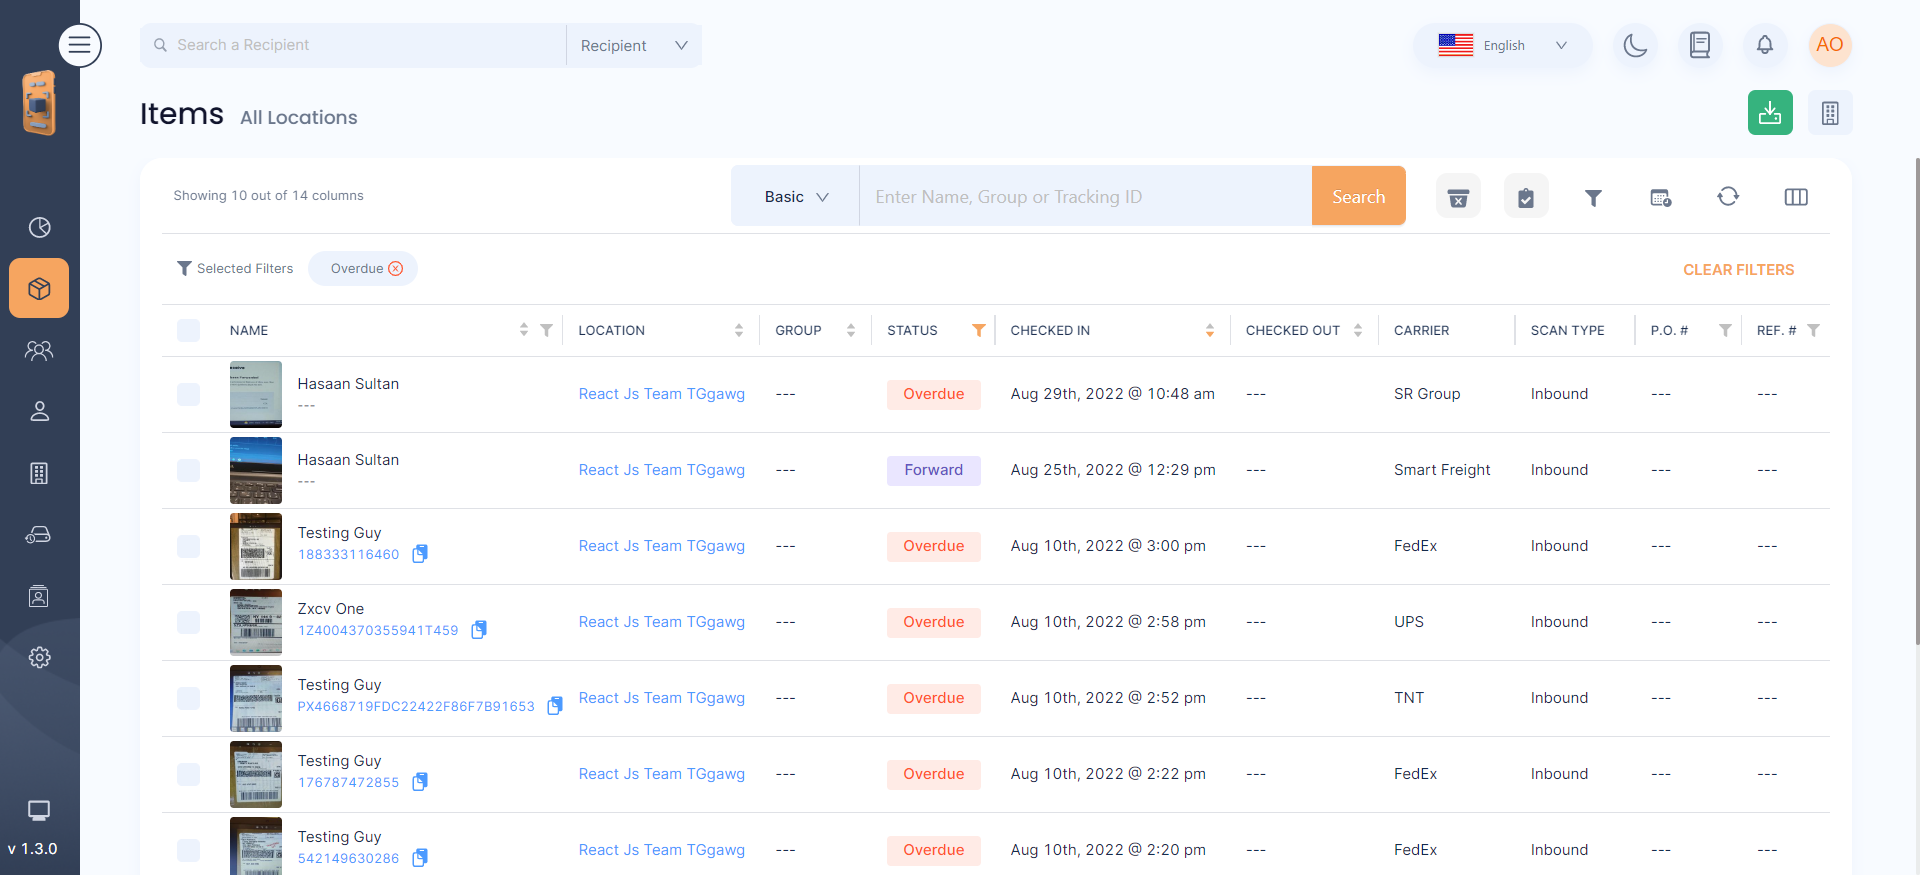 Search a Recipient
Recipient
English
AO
Items All Locations
Showing 10 out of 14 columns
Basic
Enter Name, Group or Tracking ID
Search
Selected Filters
Overdue
CLEAR FILTERS
NAME LOCATION GROUP STATUS CHECKED IN CHECKED OUT CARRIER SCAN TYPE P.O. # REF. #
Hasaan Sultan
--- React Js Team TGgawg --- Overdue Aug 29th, 2022 @ 10:48 am --- SR Group Inbound --- ---
Hasaan Sultan
--- React Js Team TGgawg --- Forward Aug 25th, 2022 @ 12:29 pm --- Smart Freight Inbound --- ---
Testing Guy
188333116460 React Js Team TGgawg --- Overdue Aug 10th, 2022 @ 3:00 pm --- FedEx Inbound --- ---
Zxcv One
1Z4004370355941T459 React Js Team TGgawg --- Overdue Aug 10th, 2022 @ 2:58 pm --- UPS Inbound --- ---
Testing Guy
PX4668719FDC22422F86F7B91653 React Js Team TGgawg --- Overdue Aug 10th, 2022 @ 2:52 pm --- TNT Inbound --- ---
Testing Guy
176787472855 React Js Team TGgawg --- Overdue Aug 10th, 2022 @ 2:22 pm --- FedEx Inbound --- ---
Testing Guy
542149630286 React Js Team TGgawg --- Overdue Aug 10th, 2022 @ 2:20 pm --- FedEx Inbound --- ---
v 1.3.0